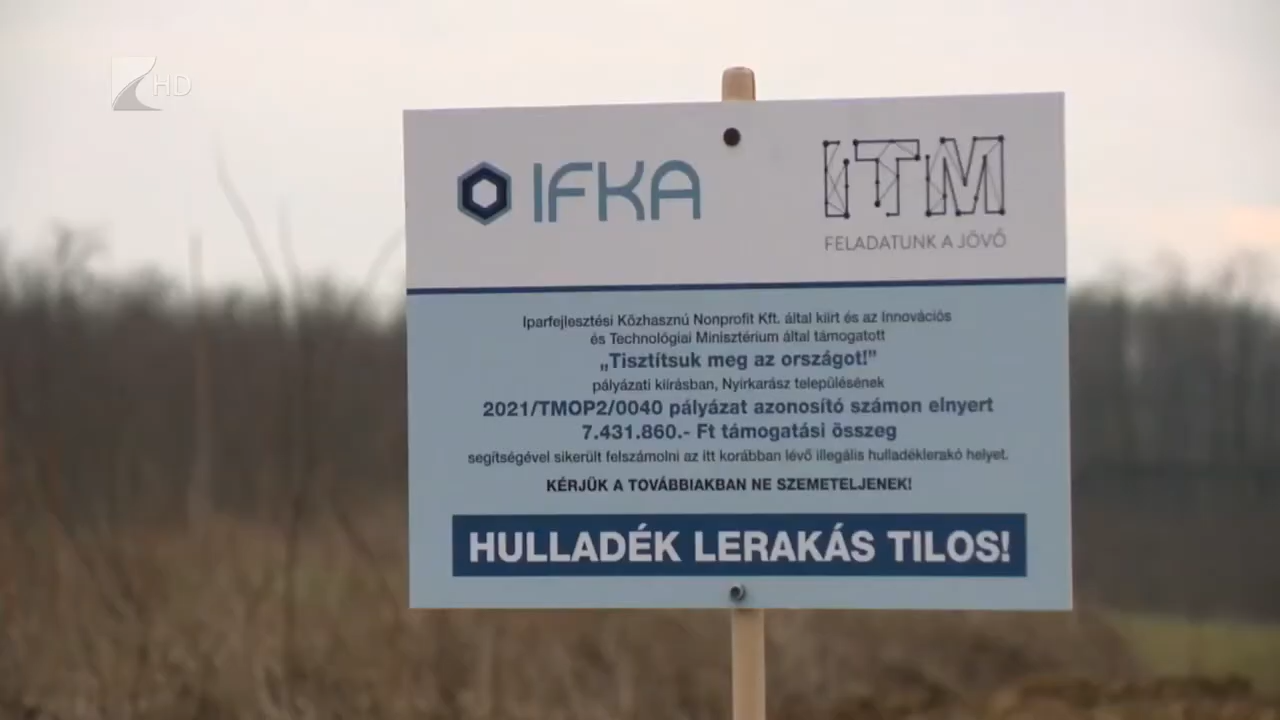 HD
IFKA
ITM
FELADATUNK A JÖVŐ
Iparfejlesztési Közhasznú Nonprofit Kft. által kiírt és az Innovációs
és Technológiai Minisztérium által támogatott
„Tisztítsuk meg az országot!”
pályázati kiírásban, Nyírkarász településének
2021/TMOP2/0040 pályázat azonosító számon elnyert
7.431.860.- Ft támogatási összeg
segítségével sikerült felszámolni az itt korábban lévő illegális hulladéklerakó helyet.
KÉRJÜK A TOVÁBBIAKBAN NE SZEMETELJENEK!
HULLADÉK LERAKÁS TILOS!